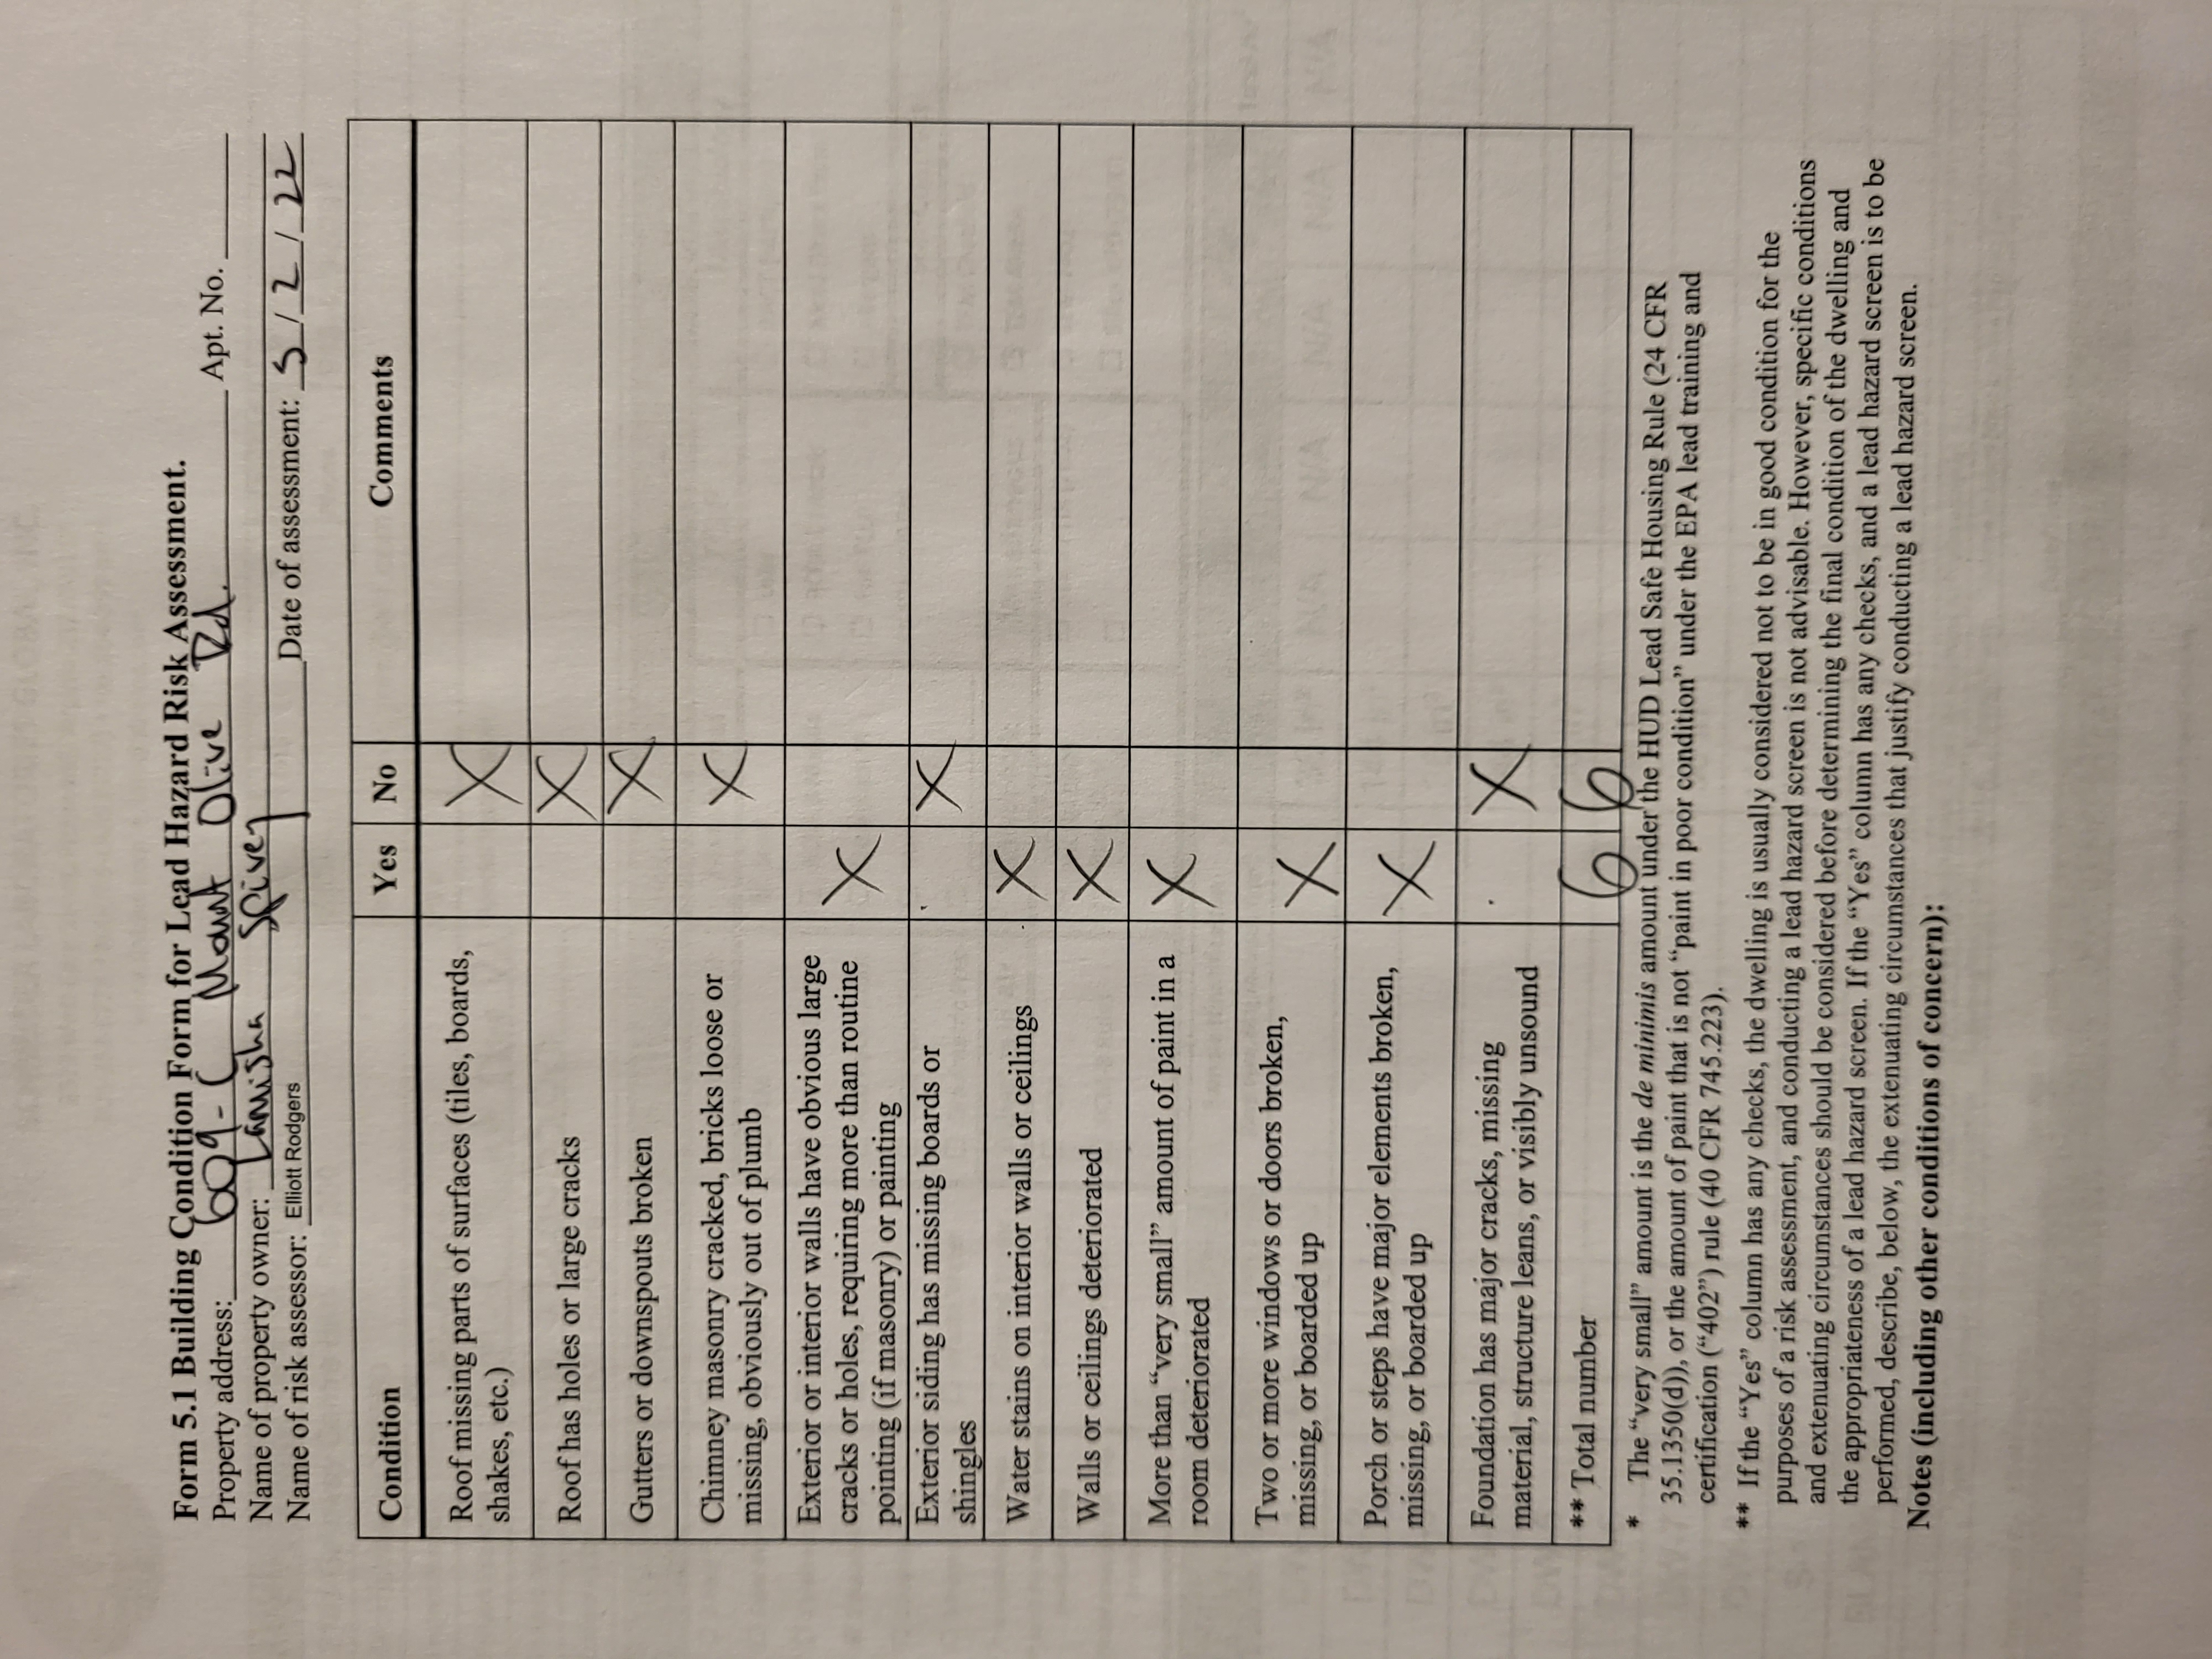 Form 5.1 Building Condition Form for Lead Hazard Risk Assessment.
Property address: 609-C Mount Olive Rd. Apt. No.
Name of property owner: Lanisha Spivey
Name of risk assessor: Elliott Rodgers Date of assessment: 5/2/22
Condition Yes No Comments
Roof missing parts of surfaces (tiles, boards, X
shakes, etc.)
Roof has holes or large cracks X
Gutters or downspouts broken X
Chimney masonry cracked, bricks loose or X
missing, obviously out of plumb
Exterior or interior walls have obvious large
cracks or holes, requiring more than routine X
pointing (if masonry) or painting
Exterior siding has missing boards or X
shingles
Water stains on interior walls or ceilings X
Walls or ceilings deteriorated X
More than “very small” amount of paint in a X
room deteriorated
Two or more windows or doors broken,
missing, or boarded up X
Porch or steps have major elements broken, X
missing, or boarded up
Foundation has major cracks, missing X
material, structure leans, or visibly unsound
** Total number 6 6
* The “very small” amount is the de minimis amount under the HUD Lead Safe Housing Rule (24 CFR
35.1350(d)), or the amount of paint that is not “paint in poor condition” under the EPA lead training and
certification (“402”) rule (40 CFR 745.223).
** If the “Yes” column has any checks, the dwelling is usually considered not to be in good condition for the
purposes of a risk assessment, and conducting a lead hazard screen is not advisable. However, specific conditions
and extenuating circumstances should be considered before determining the final condition of the dwelling and
the appropriateness of a lead hazard screen. If the “Yes” column has any checks, and a lead hazard screen is to be
performed, describe, below, the extenuating circumstances that justify conducting a lead hazard screen.
Notes (including other conditions of concern):